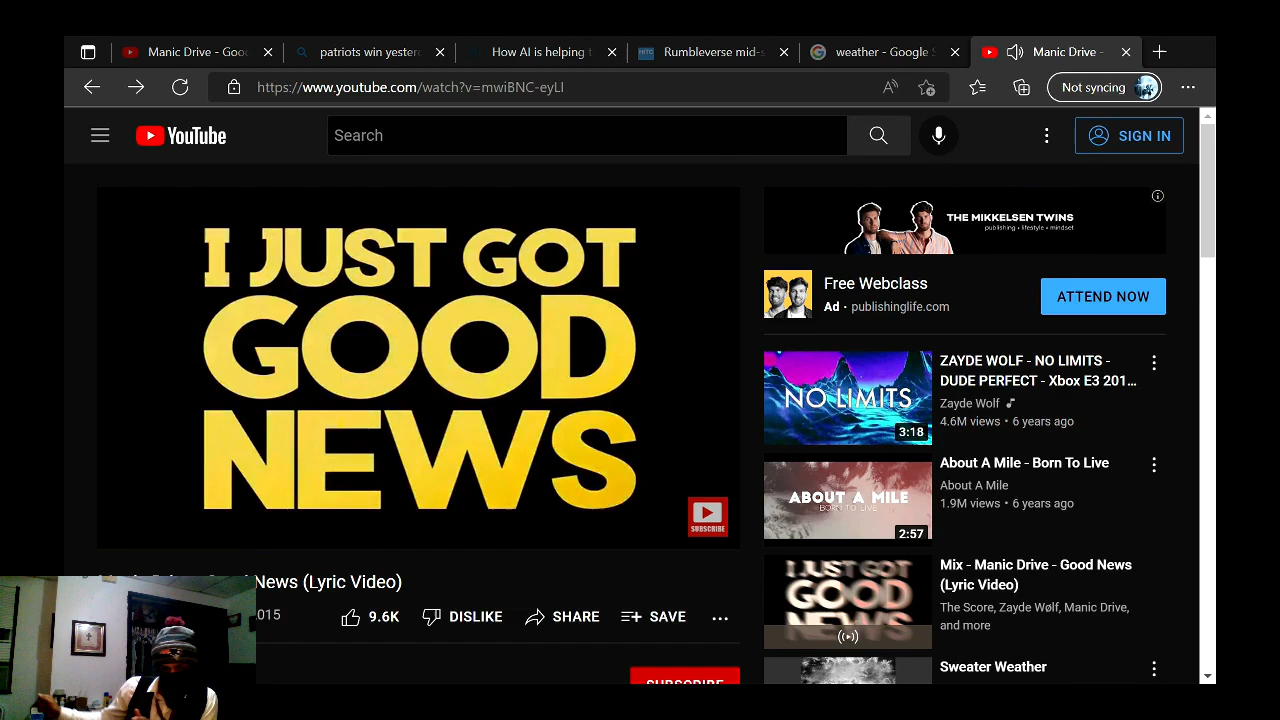 Manic Drive - Goo
patriots win yester
How AI is helping t
HITC
Rumbleverse mid-s
weather - Google S
Manic Drive -
https://www.youtube.com/watch?v=mwiBNC-eyLI
Not syncing
YouTube
Search
SIGN IN
I JUST GOT
GOOD
NEWS
SUBSCRIBE
News (Lyric Video)
015
9.6K
DISLIKE
SHARE
SAVE
SUBSCRIBE
THE MIKKELSEN TWINS
publishing • lifestyle • mindset
Free Webclass
Ad · publishinglife.com
ATTEND NOW
NO LIMITS
3:18
ZAYDE WOLF - NO LIMITS -
DUDE PERFECT - Xbox E3 201...
Zayde Wolf
4.6M views • 6 years ago
ABOUT A MILE
BORN TO LIVE
2:57
About A Mile - Born To Live
About A Mile
1.9M views • 6 years ago
I JUST GOT
GOOD
NEWS
Mix - Manic Drive - Good News
(Lyric Video)
The Score, Zayde Wølf, Manic Drive,
and more
Sweater Weather